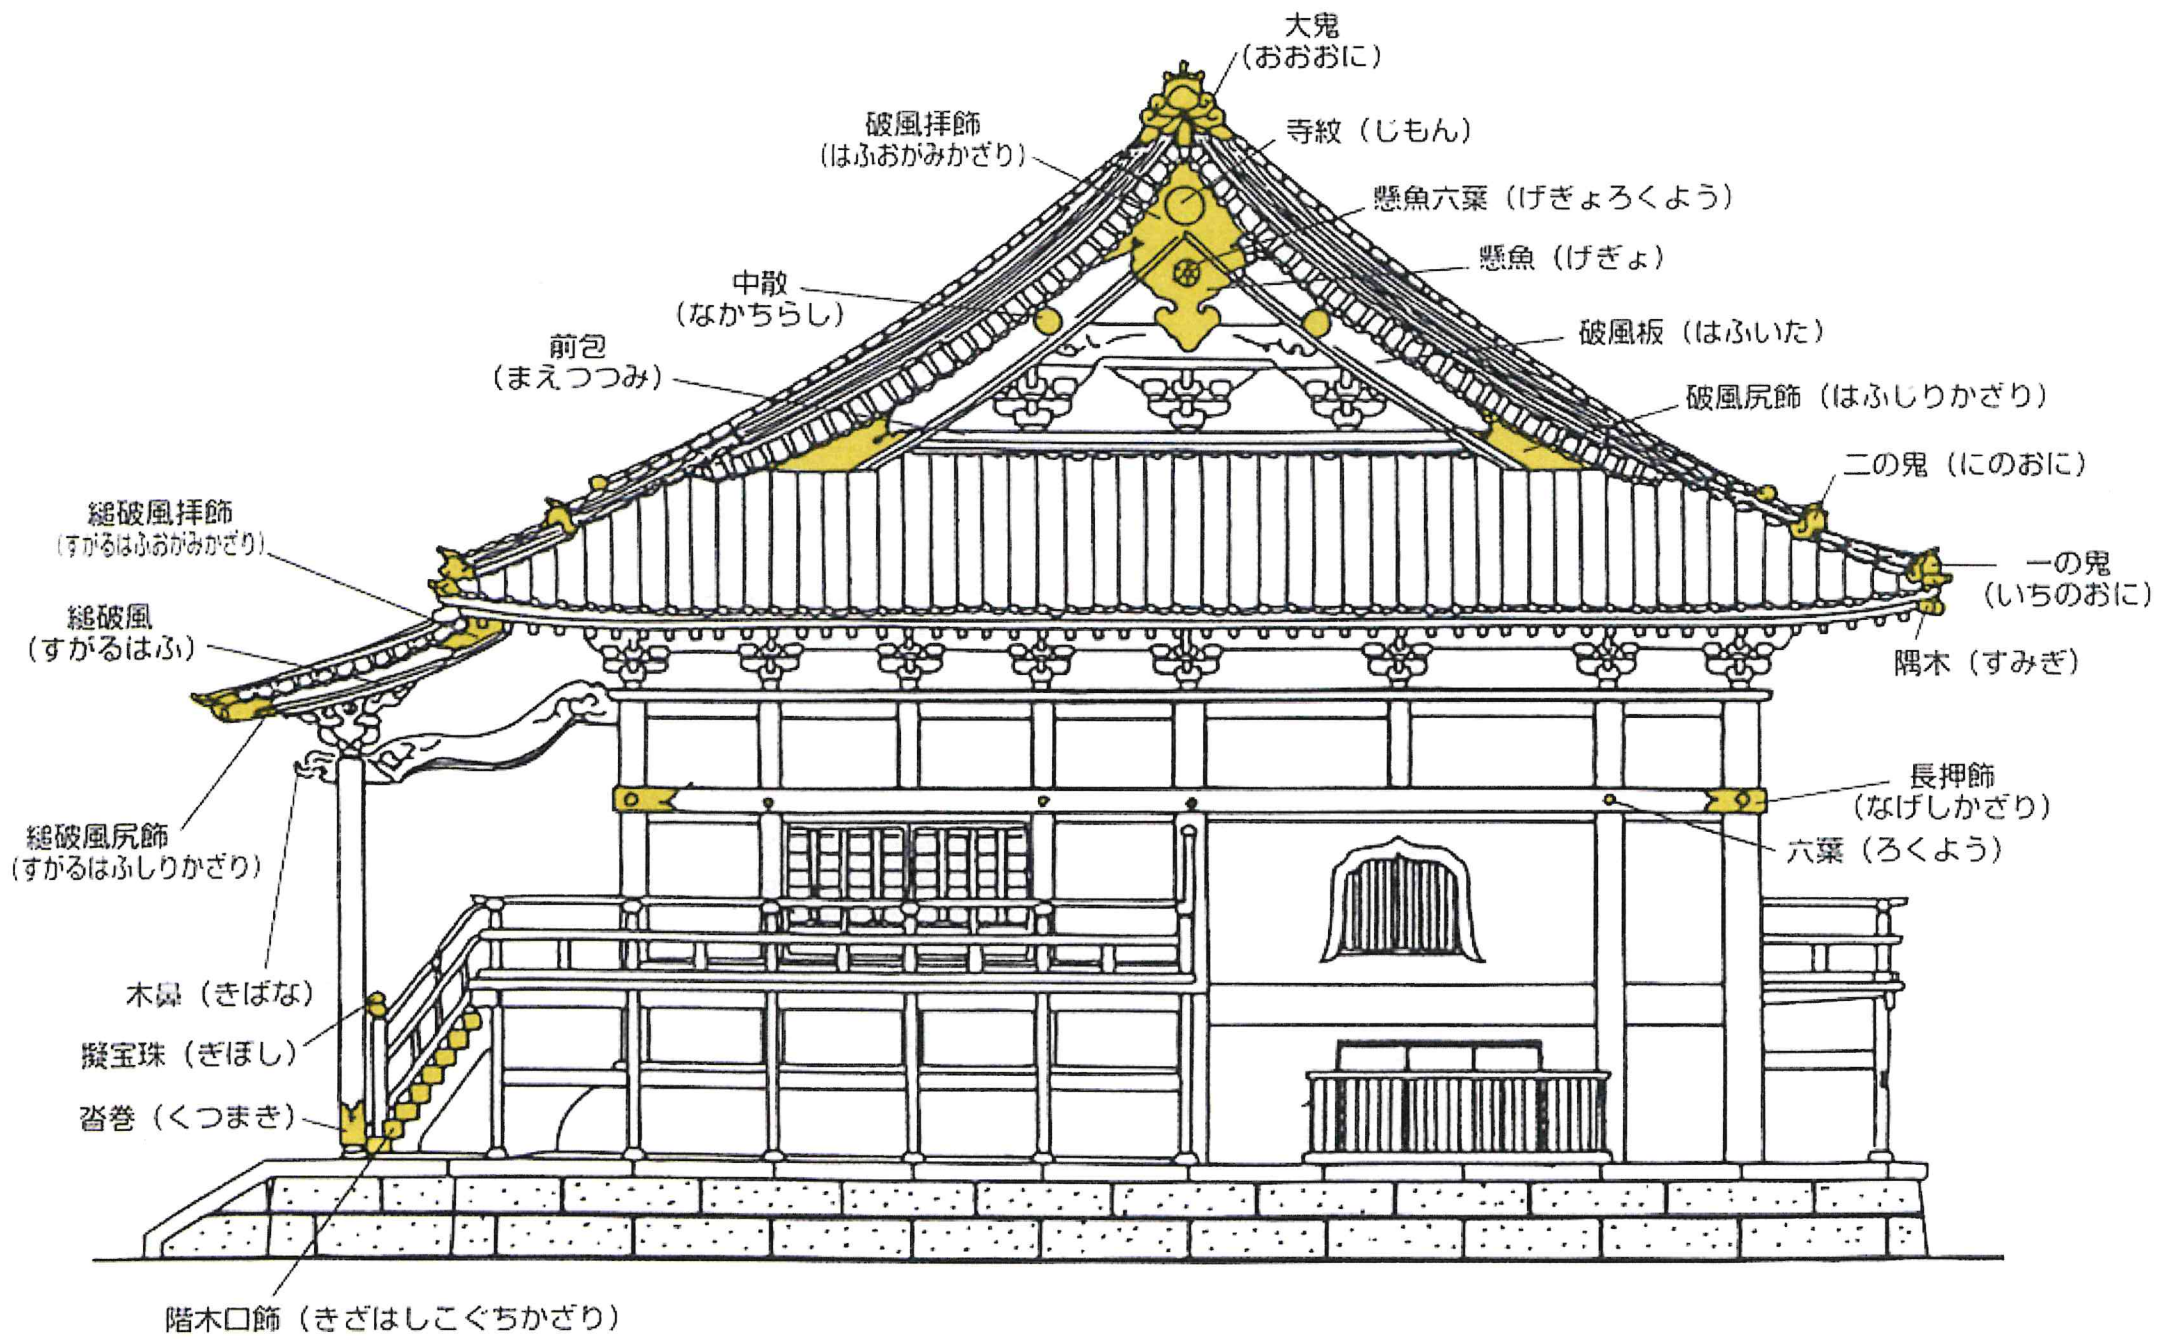 大鬼
（おおおに）
破風拝飾
（はふおがみかざり）
寺紋（じもん）
懸魚六葉（げぎょろくよう）
懸魚（げぎょ）
中散
（なかちらし）
破風板（はふいた）
前包
（まえつつみ）
破風尻飾（はふじりかざり）
二の鬼（にのおに）
縋破風拝飾
（すがるはふおがみかざり）
一の鬼
（いちのおに）
縋破風
（すがるはふ）
隅木（すみぎ）
長押飾
（なげしかざり）
縋破風尻飾
（すがるはふしりかざり）
六葉（ろくよう）
木鼻（きばな）
擬宝珠（ぎぼし）
沓巻（くつまき）
階木口飾（きざはしこぐちかざり）